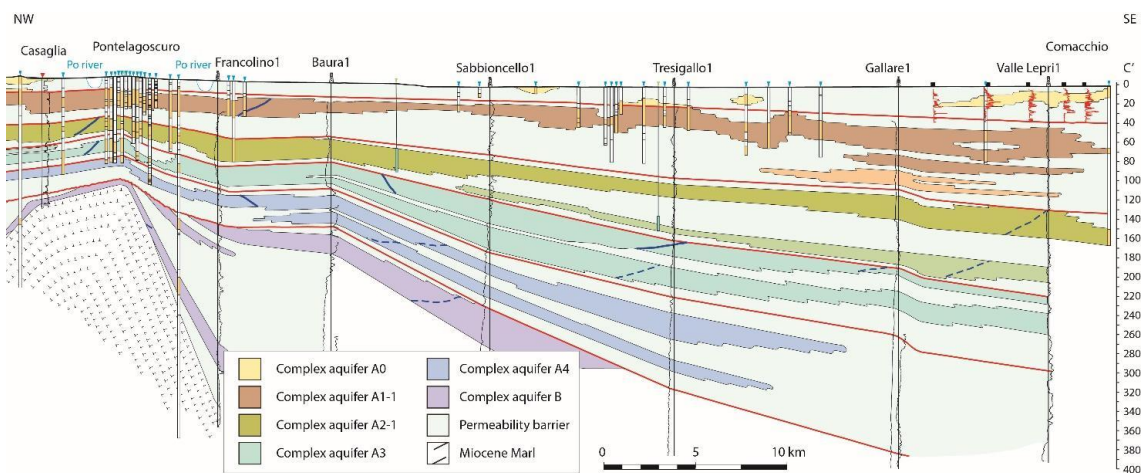 NW
SE
Casaglia
Pontelagoscuro
Po river
Po river
Francolino1
Baura1
Sabbioncello1
Tresigallo1
Gallare1
Valle Lepri1
Comacchio
C'
0
20
40
60
80
100
120
140
160
180
200
220
240
260
280
300
320
340
360
380
400
Complex aquifer A0
Complex aquifer A1-1
Complex aquifer A2-1
Complex aquifer A3
Complex aquifer A4
Complex aquifer B
Permeability barrier
Miocene Marl
0
5
10 km